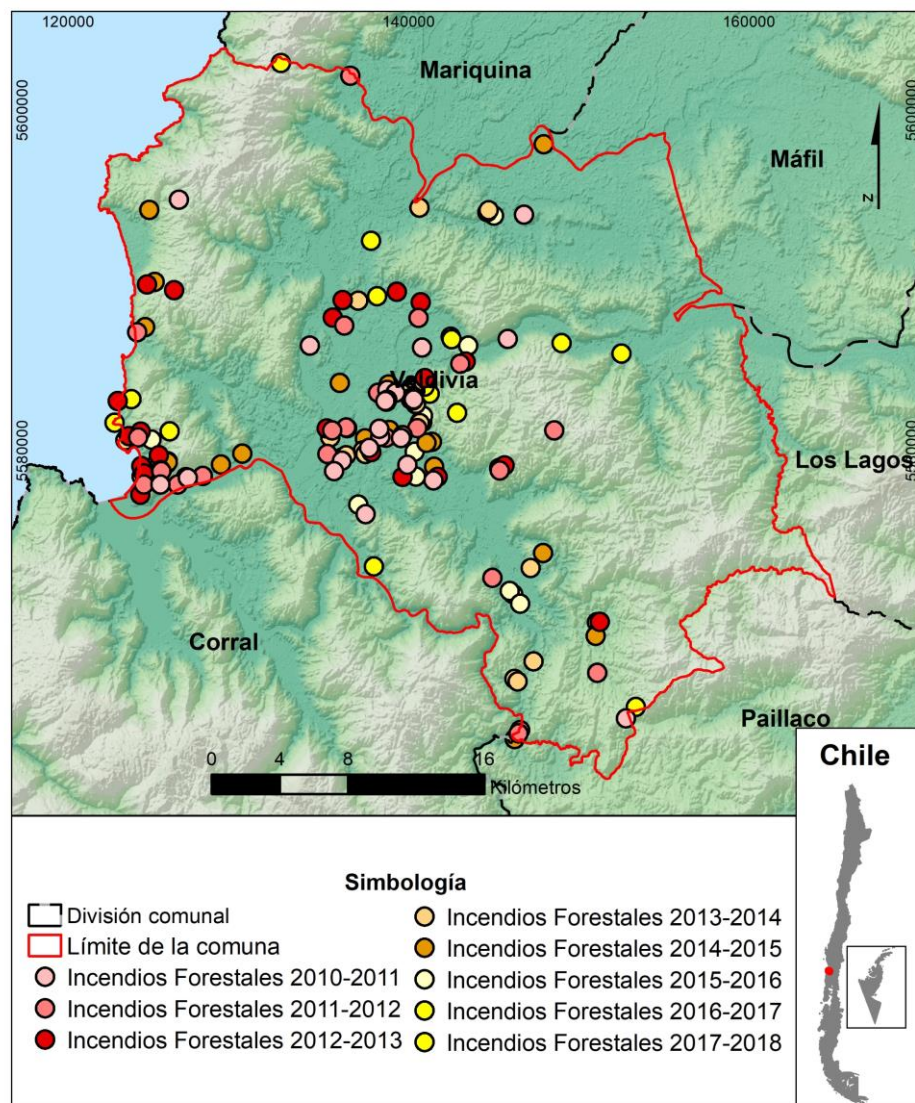 120000 140000 160000
Mariquina
5600000 5600000
Máfil
N
Valdivia
5580000 Los Lagos 5580000
Corral
Paillaco
0 4 8 16
Kilómetros
Chile
Simbología
División comunal
Límite de la comuna
Incendios Forestales 2010-2011
Incendios Forestales 2011-2012
Incendios Forestales 2012-2013
Incendios Forestales 2013-2014
Incendios Forestales 2014-2015
Incendios Forestales 2015-2016
Incendios Forestales 2016-2017
Incendios Forestales 2017-2018